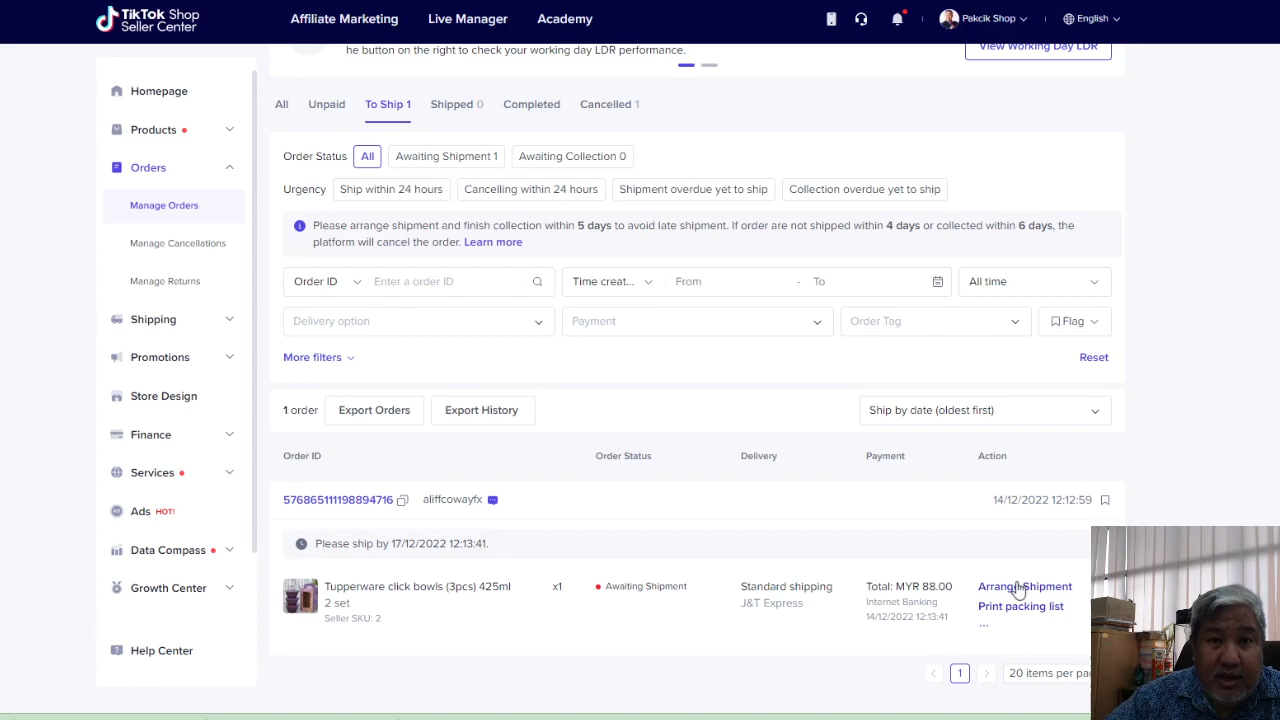 TikTok Shop
Seller Center
Affiliate Marketing
Live Manager
Academy
Pakcik Shop
English
he button on the right to check your working day LDR performance.
View Working Day LDR
Homepage
Products
Orders
Manage Orders
Manage Cancellations
Manage Returns
Shipping
Promotions
Store Design
Finance
Services
Ads HOT!
Data Compass
Growth Center
Help Center
All
Unpaid
To Ship 1
Shipped 0
Completed
Cancelled 1
Order Status
All
Awaiting Shipment 1
Awaiting Collection 0
Urgency
Ship within 24 hours
Cancelling within 24 hours
Shipment overdue yet to ship
Collection overdue yet to ship
Please arrange shipment and finish collection within 5 days to avoid late shipment. If order are not shipped within 4 days or collected within 6 days, the
platform will cancel the order. Learn more
Order ID
Enter a order ID
Time creat...
From
-
To
All time
Delivery option
Payment
Order Tag
Flag
More filters
Reset
1 order
Export Orders
Export History
Ship by date (oldest first)
Order ID
Order Status
Delivery
Payment
Action
576865111198894716
aliffcowayfx
14/12/2022 12:12:59
Please ship by 17/12/2022 12:13:41.
Tupperware click bowls (3pcs) 425ml
2 set
Seller SKU: 2
x1
Awaiting Shipment
Standard shipping
J&T Express
Total: MYR 88.00
Internet Banking
14/12/2022 12:13:41
Arrange Shipment
Print packing list
...
1
20 items per pag